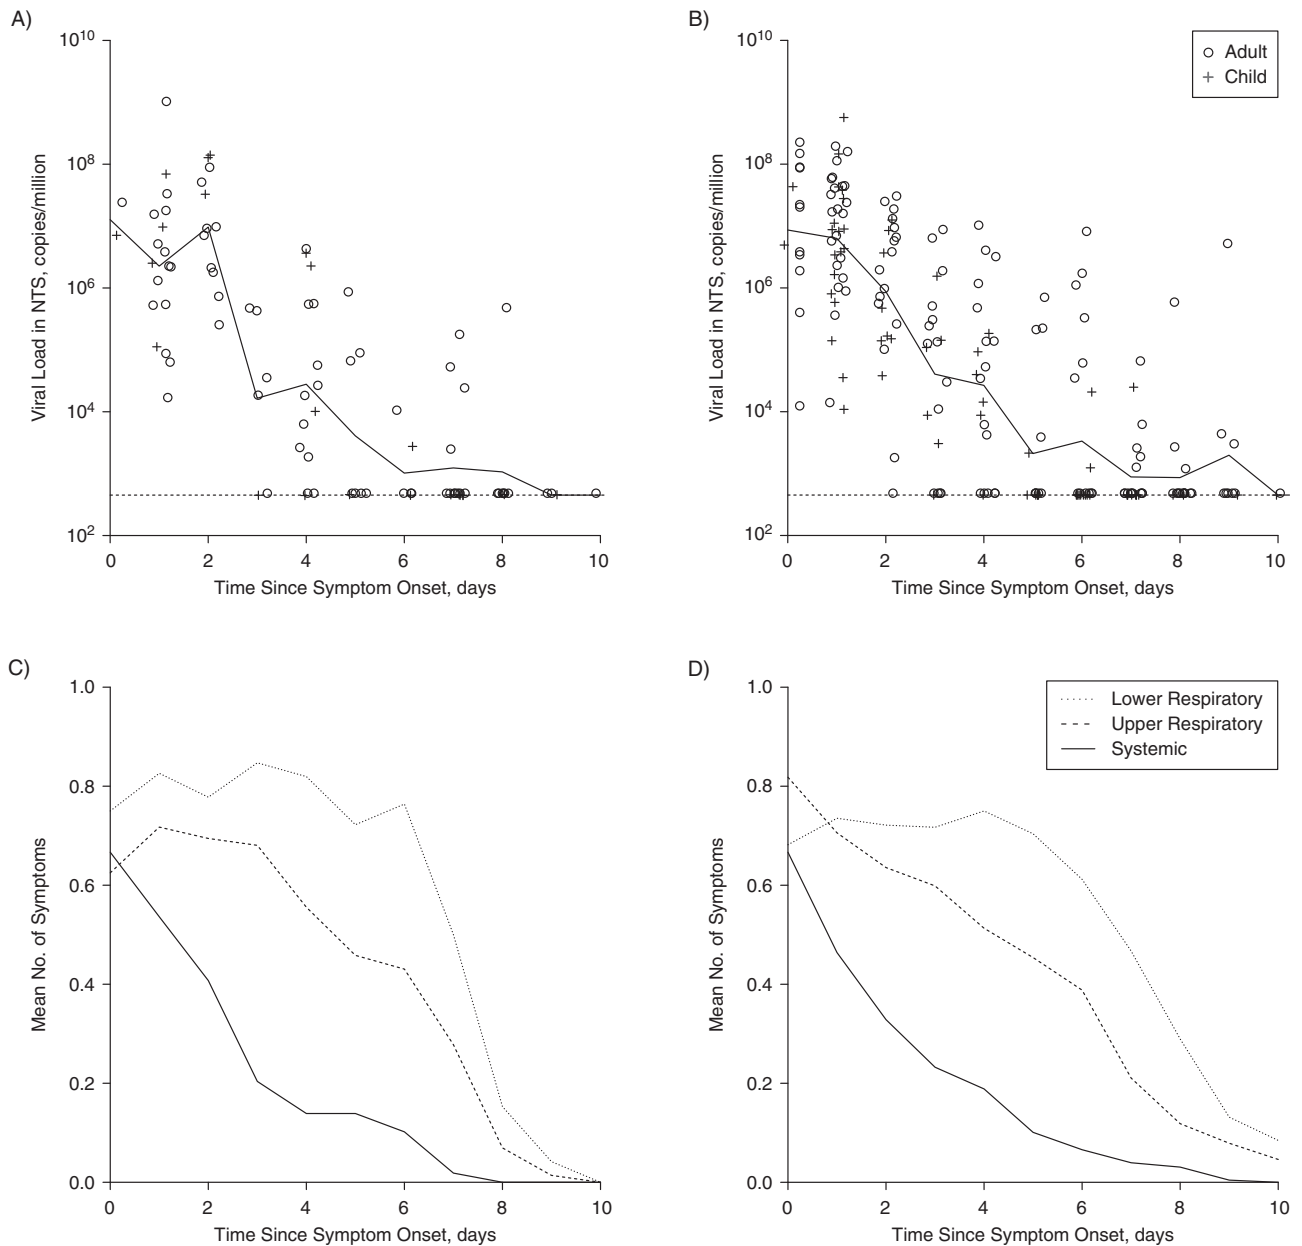 A)
10^10
10^8
10^6
10^4
10^2
Viral Load in NTS, copies/million
0 2 4 6 8 10
Time Since Symptom Onset, days
B)
10^10
10^8
10^6
10^4
10^2
Viral Load in NTS, copies/million
0 2 4 6 8 10
Time Since Symptom Onset, days
Adult
Child
C)
1.0
0.8
0.6
0.4
0.2
0.0
Mean No. of Symptoms
0 2 4 6 8 10
Time Since Symptom Onset, days
D)
1.0
0.8
0.6
0.4
0.2
0.0
Mean No. of Symptoms
0 2 4 6 8 10
Time Since Symptom Onset, days
Lower Respiratory
Upper Respiratory
Systemic